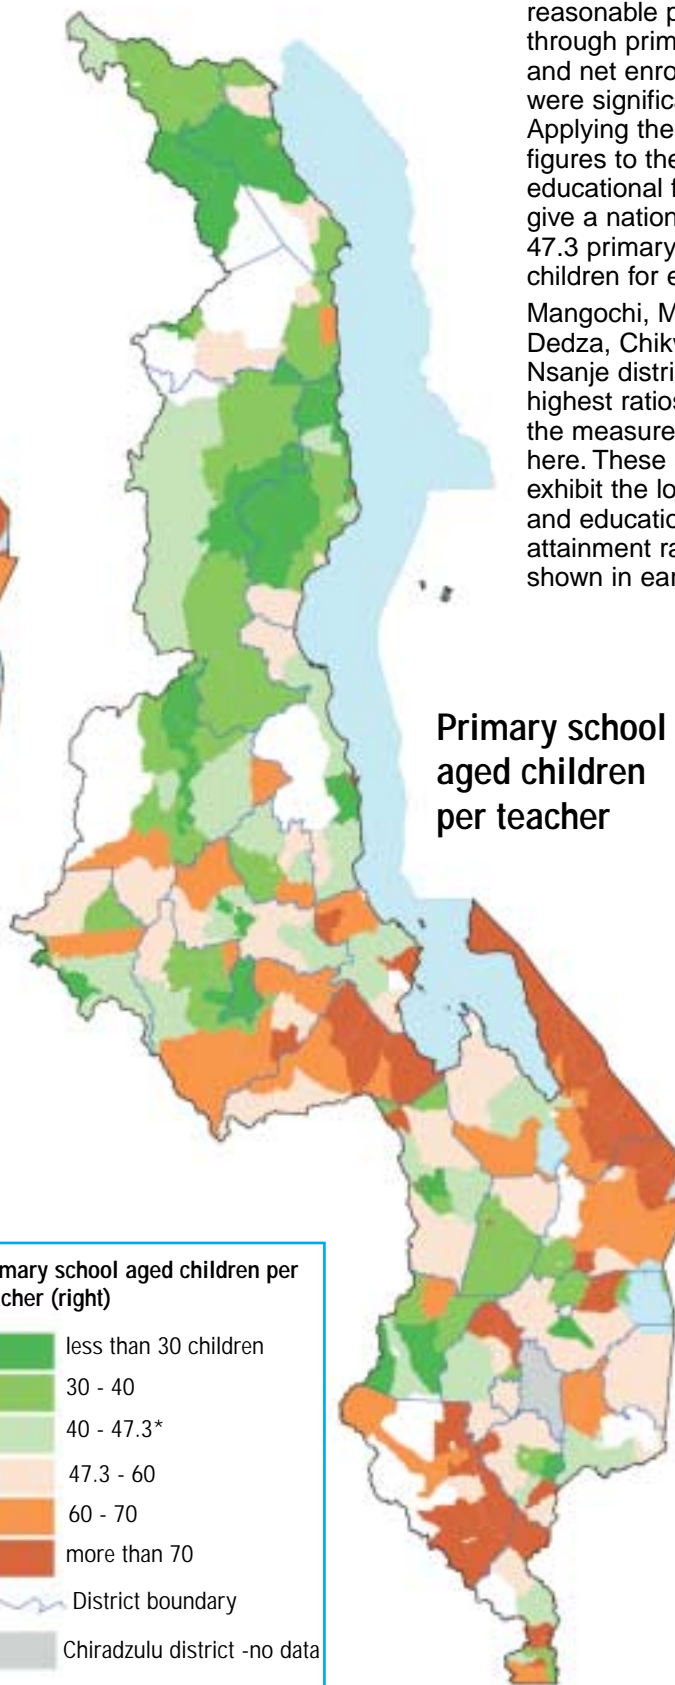 reasonable p
through prim
and net enro
were signific
Applying the
figures to the
educational f
give a nation
47.3 primary
children for e
Mangochi, M
Dedza, Chik
Nsanje distri
highest ratios
the measure
here. These
exhibit the lo
and educatio
attainment ra
shown in ear
Primary school
aged children
per teacher
mary school aged children per
cher (right)
less than 30 children
30 - 40
40 - 47.3*
47.3 - 60
60 - 70
more than 70
District boundary
Chiradzulu district -no data